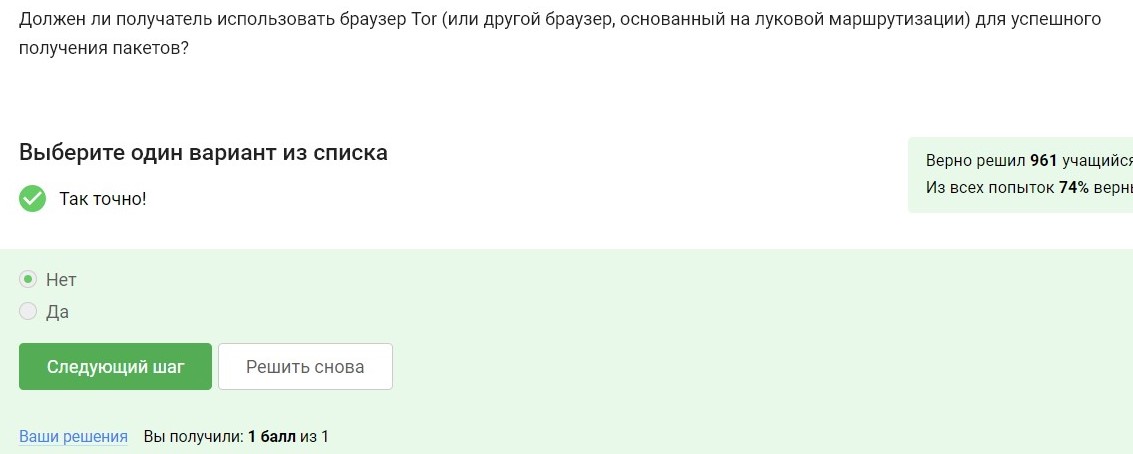 Должен ли получатель использовать браузер Tor (или другой браузер, основанный на луковой маршрутизации) для успешного
получения пакетов?
Выберите один вариант из списка
Так точно!
Верно решил 961 учащийся
Из всех попыток 74%
Нет
Да
Следующий шаг
Решить снова
Ваши решения Вы получили: 1 балл из 1